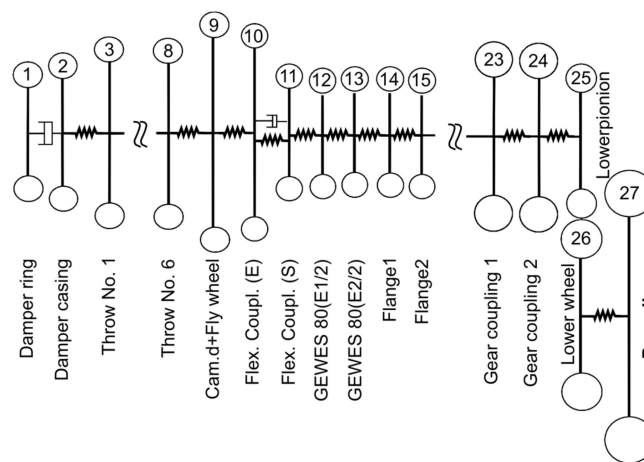 1
2
3
8
9
10
11
12
13
14
15
23
24
25
26
27
Damper ring
Damper casing
Throw No. 1
Throw No. 6
Cam.d+Fly wheel
Flex. Coupl. (E)
Flex. Coupl. (S)
GEWES 80(E1/2)
GEWES 80(E2/2)
Flange1
Flange2
Gear coupling 1
Gear coupling 2
Lower wheel
Lowerpionion